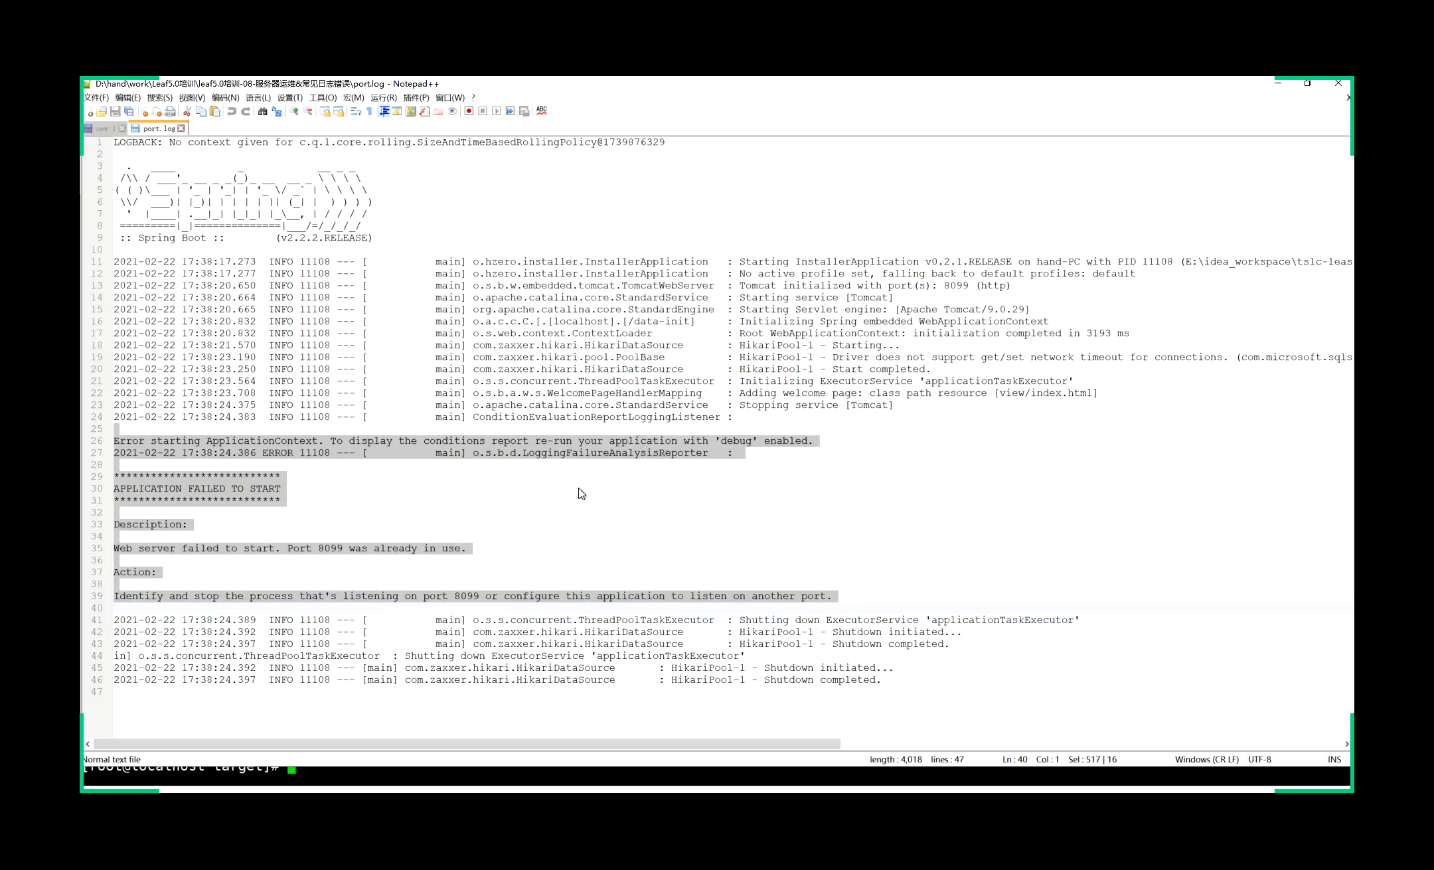 D:\hand\work\Leaf5.0培训\leaf5.0培训-08-服务器运维&常见日志错误\port.log - Notepad++
文件(F) 编辑(E) 搜索(S) 视图(V) 编码(N) 语言(L) 设置(T) 工具(O) 宏(M) 运行(R) 插件(P) 窗口(W) ?
port.log
1 LOGBACK: No context given for c.q.l.core.rolling.SizeAndTimeBasedRollingPolicy@1739876329
2
3   .   ____          _            __ _ _
4  /\\ / ___'_ __ _ _(_)_ __  __ _ \ \ \ \
5 ( ( )\___ | '_ | '_| | '_ \/ _` | \ \ \ \
6  \\/  ___)| |_)| | | | | || (_| |  ) ) ) )
7   '  |____| .__|_| |_|_| |_\__, | / / / /
8  =========|_|==============|___/=/_/_/_/
9  :: Spring Boot ::        (v2.2.2.RELEASE)
10
11 2021-02-22 17:38:17.273  INFO 11108 --- [           main] o.hzero.installer.InstallerApplication   : Starting InstallerApplication v0.2.1.RELEASE on hand-PC with PID 11108 (E:\idea_workspace\tslc-leas
12 2021-02-22 17:38:17.277  INFO 11108 --- [           main] o.hzero.installer.InstallerApplication   : No active profile set, falling back to default profiles: default
13 2021-02-22 17:38:20.650  INFO 11108 --- [           main] o.s.b.w.embedded.tomcat.TomcatWebServer  : Tomcat initialized with port(s): 8099 (http)
14 2021-02-22 17:38:20.664  INFO 11108 --- [           main] o.apache.catalina.core.StandardService   : Starting service [Tomcat]
15 2021-02-22 17:38:20.665  INFO 11108 --- [           main] org.apache.catalina.core.StandardEngine  : Starting Servlet engine: [Apache Tomcat/9.0.29]
16 2021-02-22 17:38:20.832  INFO 11108 --- [           main] o.a.c.c.C.[.[localhost].[/data-init]     : Initializing Spring embedded WebApplicationContext
17 2021-02-22 17:38:20.832  INFO 11108 --- [           main] o.s.web.context.ContextLoader            : Root WebApplicationContext: initialization completed in 3193 ms
18 2021-02-22 17:38:21.570  INFO 11108 --- [           main] com.zaxxer.hikari.HikariDataSource       : HikariPool-1 - Starting...
19 2021-02-22 17:38:23.190  INFO 11108 --- [           main] com.zaxxer.hikari.pool.PoolBase          : HikariPool-1 - Driver does not support get/set network timeout for connections. (com.microsoft.sqls
20 2021-02-22 17:38:23.250  INFO 11108 --- [           main] com.zaxxer.hikari.HikariDataSource       : HikariPool-1 - Start completed.
21 2021-02-22 17:38:23.564  INFO 11108 --- [           main] o.s.s.concurrent.ThreadPoolTaskExecutor  : Initializing ExecutorService 'applicationTaskExecutor'
22 2021-02-22 17:38:23.708  INFO 11108 --- [           main] o.s.b.a.w.s.WelcomePageHandlerMapping    : Adding welcome page: class path resource [view/index.html]
23 2021-02-22 17:38:24.375  INFO 11108 --- [           main] o.apache.catalina.core.StandardService   : Stopping service [Tomcat]
24 2021-02-22 17:38:24.383  INFO 11108 --- [           main] ConditionEvaluationReportLoggingListener :
25
26 Error starting ApplicationContext. To display the conditions report re-run your application with 'debug' enabled.
27 2021-02-22 17:38:24.386 ERROR 11108 --- [           main] o.s.b.d.LoggingFailureAnalysisReporter   :
28
29 ***************************
30 APPLICATION FAILED TO START
31 ***************************
32
33 Description:
34
35 Web server failed to start. Port 8099 was already in use.
36
37 Action:
38
39 Identify and stop the process that's listening on port 8099 or configure this application to listen on another port.
40
41 2021-02-22 17:38:24.389  INFO 11108 --- [           main] o.s.s.concurrent.ThreadPoolTaskExecutor  : Shutting down ExecutorService 'applicationTaskExecutor'
42 2021-02-22 17:38:24.392  INFO 11108 --- [           main] com.zaxxer.hikari.HikariDataSource       : HikariPool-1 - Shutdown initiated...
43 2021-02-22 17:38:24.397  INFO 11108 --- [           main] com.zaxxer.hikari.HikariDataSource       : HikariPool-1 - Shutdown completed.
44 in] o.s.s.concurrent.ThreadPoolTaskExecutor  : Shutting down ExecutorService 'applicationTaskExecutor'
45 2021-02-22 17:38:24.392  INFO 11108 --- [main] com.zaxxer.hikari.HikariDataSource       : HikariPool-1 - Shutdown initiated...
46 2021-02-22 17:38:24.397  INFO 11108 --- [main] com.zaxxer.hikari.HikariDataSource       : HikariPool-1 - Shutdown completed.
47
Normal text file length : 4,018 lines : 47 Ln : 40 Col : 1 Sel : 517 | 16 Windows (CR LF) UTF-8 INS
[root@localhost target]#